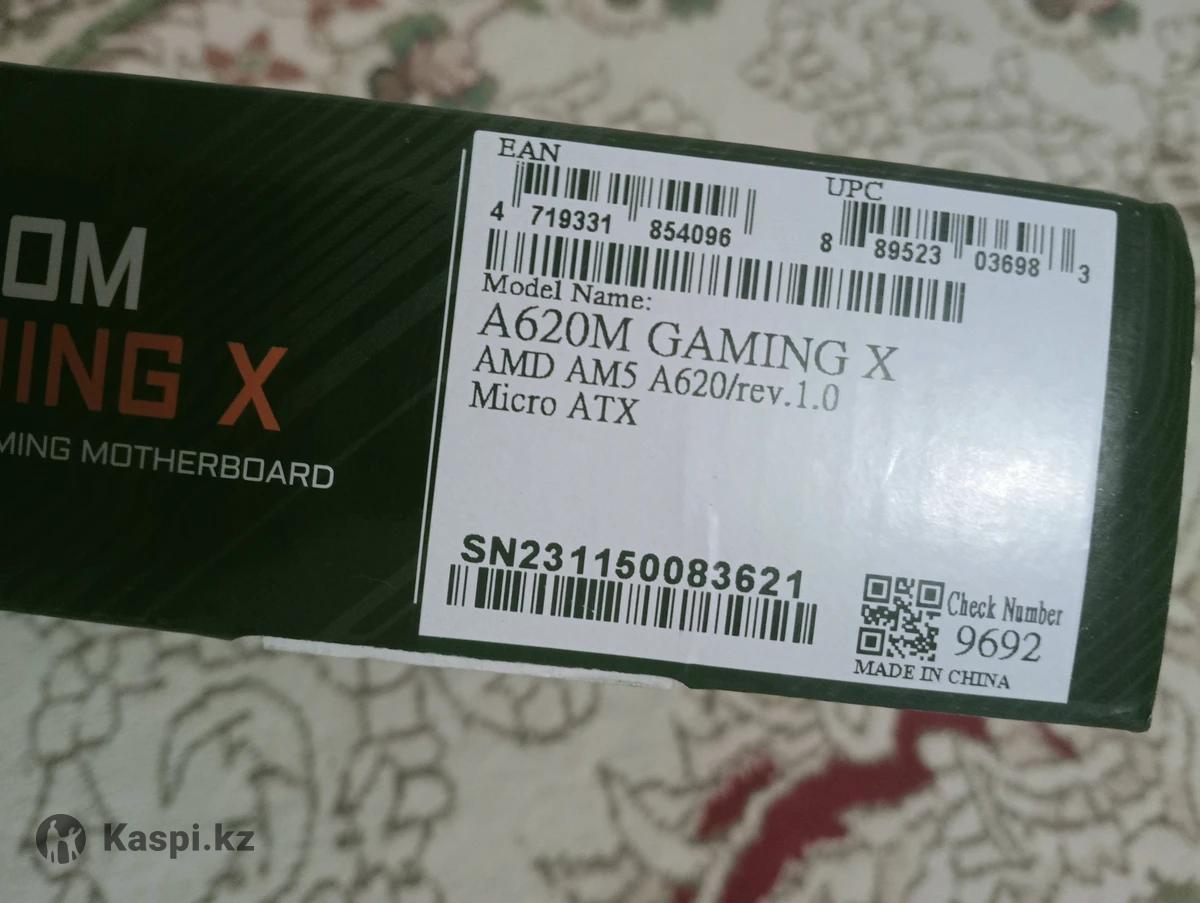 0M
ING X
MING MOTHERBOARD
EAN
4 719331 854096
UPC
8 89523 03698 3
Model Name:
A620M GAMING X
AMD AM5 A620/rev.1.0
Micro ATX
SN231150083621
Check Number
9692
MADE IN CHINA
Kaspi.kz